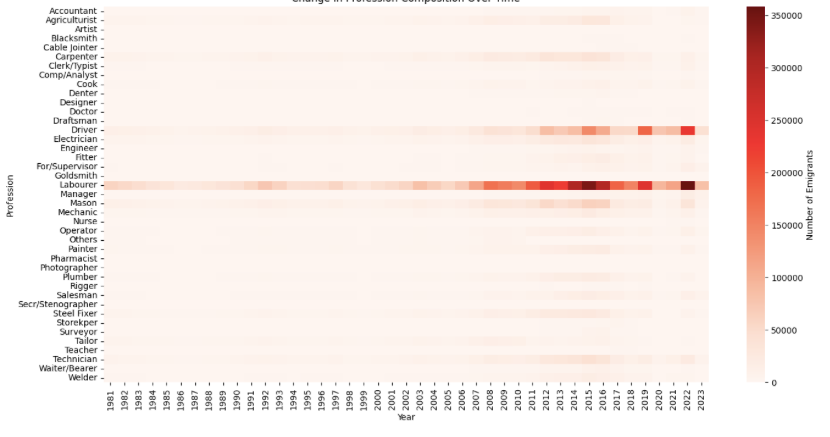 Change in Profession Composition Over Time
Accountant
Agriculturist
Artist
Blacksmith
Cable Jointer
Carpenter
Clerk/Typist
Comp/Analyst
Cook
Denter
Designer
Doctor
Draftsman
Driver
Electrician
Engineer
Fitter
For/Supervisor
Goldsmith
Labourer
Manager
Mason
Mechanic
Nurse
Operator
Others
Painter
Pharmacist
Photographer
Plumber
Rigger
Salesman
Secr/Stenographer
Steel Fixer
Storekper
Surveyor
Tailor
Teacher
Technician
Waiter/Bearer
Welder
Profession
1981 1982 1983 1984 1985 1986 1987 1988 1989 1990 1991 1992 1993 1994 1995 1996 1997 1998 1999 2000 2001 2002 2003 2004 2005 2006 2007 2008 2009 2010 2011 2012 2013 2014 2015 2016 2017 2018 2019 2020 2021 2022 2023
Year
350000
300000
250000
200000
150000
100000
50000
0
Number of Emigrants